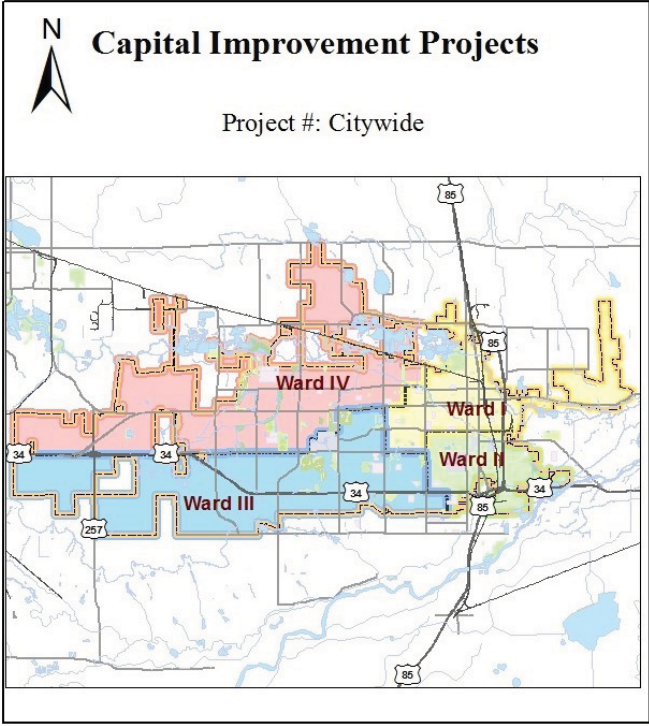 N
Capital Improvement Projects
Project #: Citywide
85
85
Ward IV
Ward I
34
34
Ward II
Ward III
34
34
85
257
85